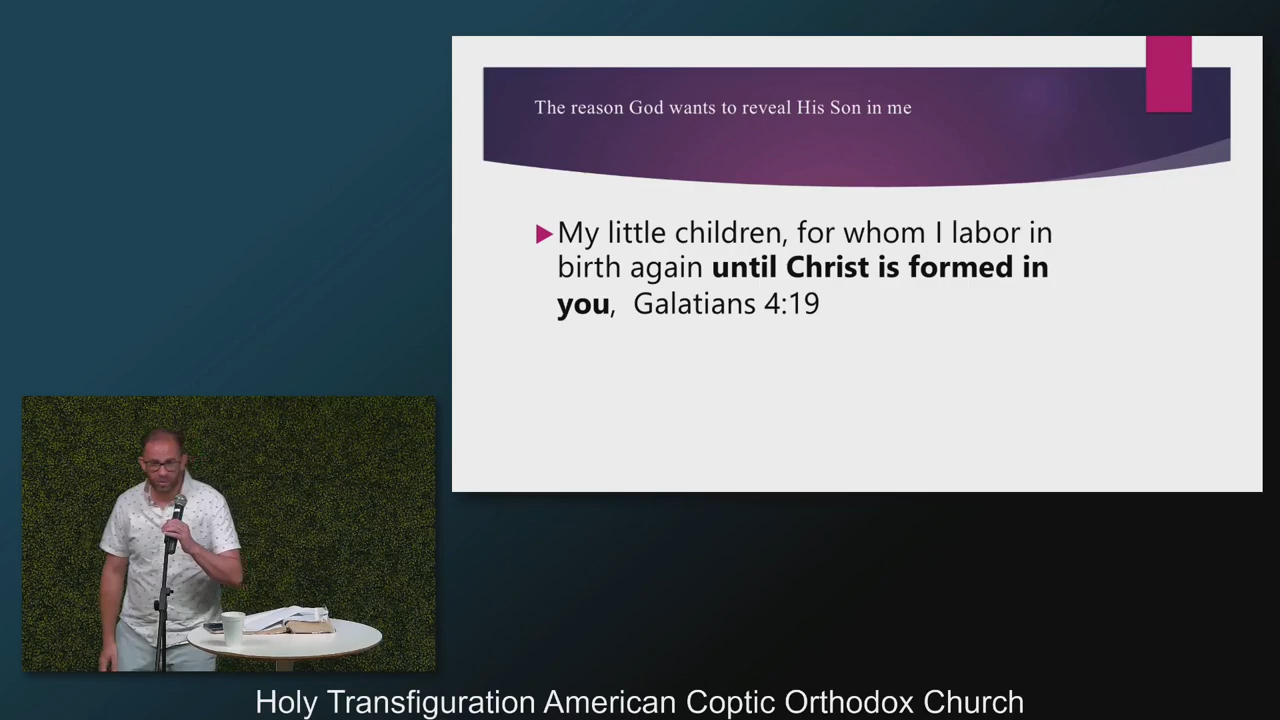 The reason God wants to reveal His Son in me
My little children, for whom I labor in
birth again until Christ is formed in
you,  Galatians 4:19
Holy Transfiguration American Coptic Orthodox Church